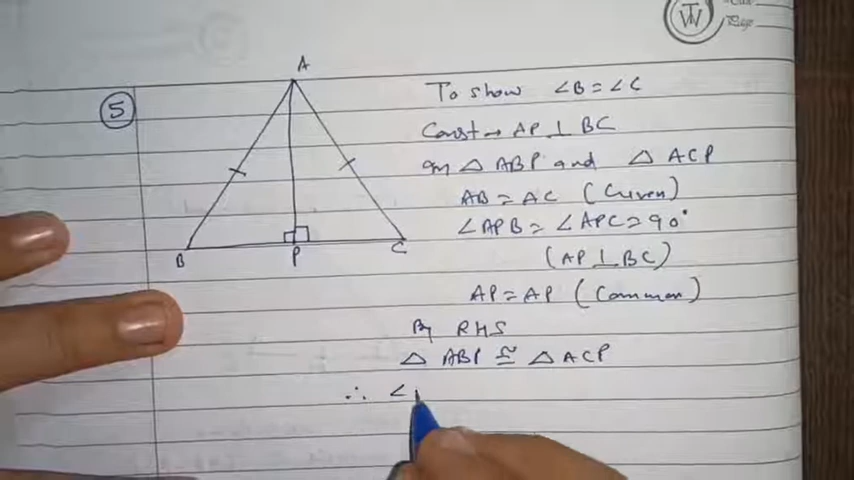 Page
5
A
B
P
C
To show ∠B = ∠C
Const → AP ⊥ BC
In △ ABP and △ ACP
AB = AC (Given)
∠APB = ∠APC = 90°
(AP ⊥ BC)
AP = AP (Common)
By RHS
△ ABP ≅ △ ACP
∴ ∠